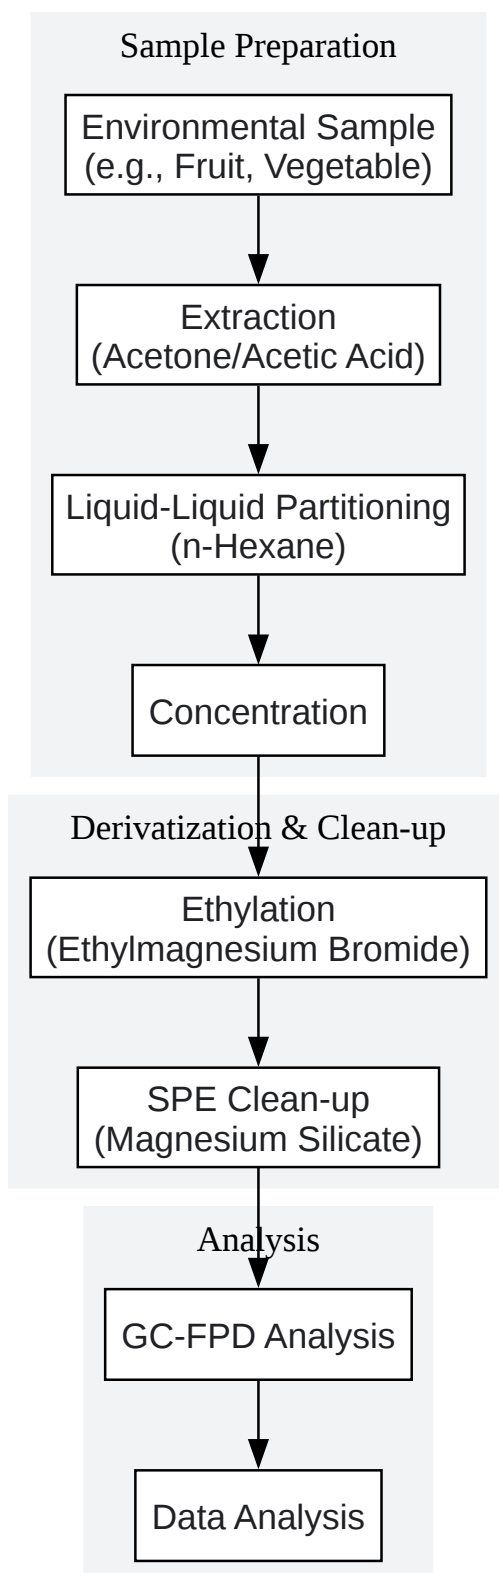 Sample Preparation
Environmental Sample
(e.g., Fruit, Vegetable)
Extraction
(Acetone/Acetic Acid)
Liquid-Liquid Partitioning
(n-Hexane)
Concentration
Derivatization & Clean-up
Ethylation
(Ethylmagnesium Bromide)
SPE Clean-up
(Magnesium Silicate)
Analysis
GC-FPD Analysis
Data Analysis